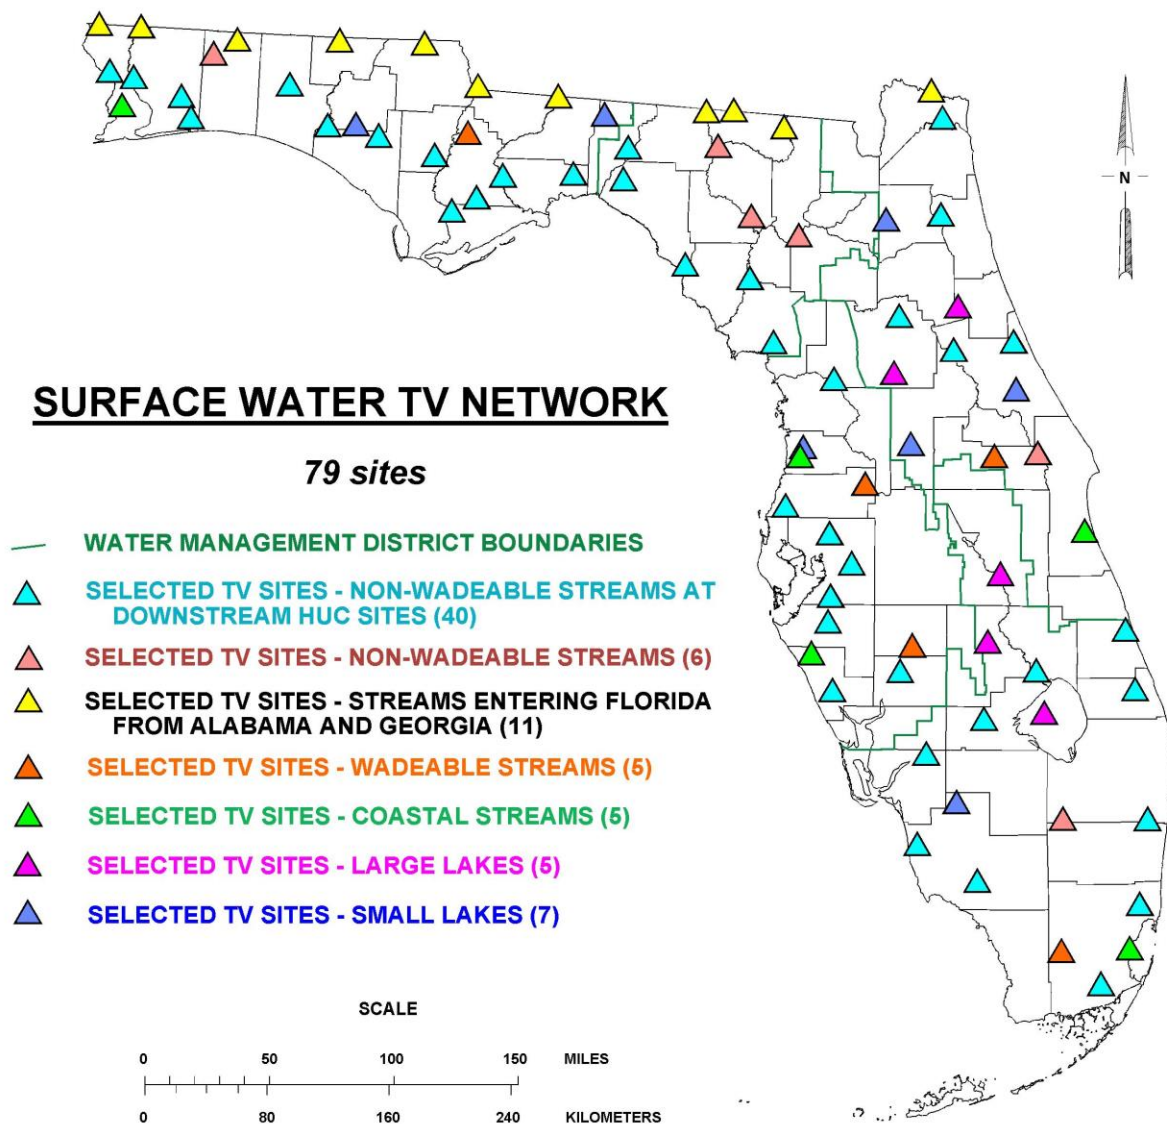 N
SURFACE WATER TV NETWORK
79 sites
WATER MANAGEMENT DISTRICT BOUNDARIES
SELECTED TV SITES - NON-WADEABLE STREAMS AT
DOWNSTREAM HUC SITES (40)
SELECTED TV SITES - NON-WADEABLE STREAMS (6)
SELECTED TV SITES - STREAMS ENTERING FLORIDA
FROM ALABAMA AND GEORGIA (11)
SELECTED TV SITES - WADEABLE STREAMS (5)
SELECTED TV SITES - COASTAL STREAMS (5)
SELECTED TV SITES - LARGE LAKES (5)
SELECTED TV SITES - SMALL LAKES (7)
SCALE
0 50 100 150 MILES
0 80 160 240 KILOMETERS